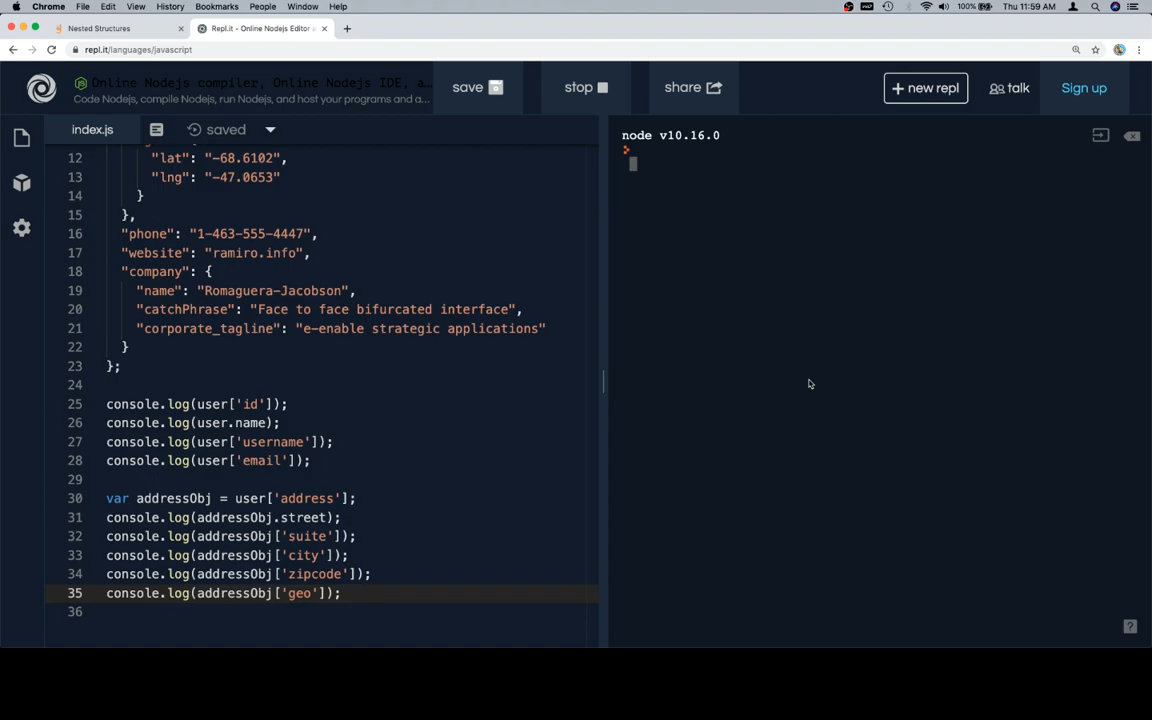 Chrome File Edit View History Bookmarks People Window Help 100% Thu 11:59 AM
Nested Structures Repl.it - Online Nodejs Editor
repl.it/languages/javascript
Online Nodejs compiler, Online Nodejs IDE, a...
Code Nodejs, compile Nodejs, run Nodejs, and host your programs and a...
save stop share + new repl talk Sign up
index.js saved
node v10.16.0
>
12 "lat": "-68.6102",
13 "lng": "-47.0653"
14 }
15 },
16 "phone": "1-463-555-4447",
17 "website": "ramiro.info",
18 "company": {
19 "name": "Romaguera-Jacobson",
20 "catchPhrase": "Face to face bifurcated interface",
21 "corporate_tagline": "e-enable strategic applications"
22 }
23 };
24
25 console.log(user['id']);
26 console.log(user.name);
27 console.log(user['username']);
28 console.log(user['email']);
29
30 var addressObj = user['address'];
31 console.log(addressObj.street);
32 console.log(addressObj['suite']);
33 console.log(addressObj['city']);
34 console.log(addressObj['zipcode']);
35 console.log(addressObj['geo']);
36
?